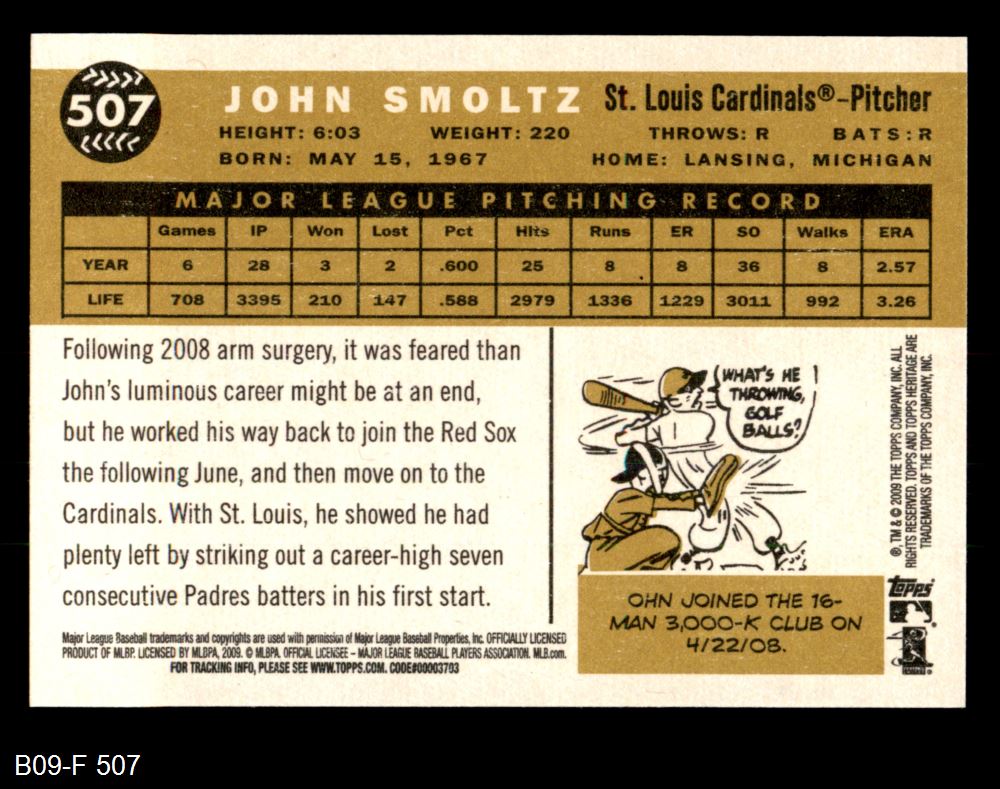 507
JOHN SMOLTZ St. Louis Cardinals®-Pitcher
HEIGHT: 6:03 WEIGHT: 220 THROWS: R BATS: R
BORN: MAY 15, 1967 HOME: LANSING, MICHIGAN
MAJOR LEAGUE PITCHING RECORD
Games IP Won Lost Pct Hits Runs ER SO Walks ERA
YEAR 6 28 3 2 .600 25 8 8 36 8 2.57
LIFE 708 3395 210 147 .588 2979 1336 1229 3011 992 3.26
Following 2008 arm surgery, it was feared than
John's luminous career might be at an end,
but he worked his way back to join the Red Sox
the following June, and then move on to the
Cardinals. With St. Louis, he showed he had
plenty left by striking out a career-high seven
consecutive Padres batters in his first start.
Major League Baseball trademarks and copyrights are used with permission of Major League Baseball Properties, Inc. OFFICIALLY LICENSED
PRODUCT OF MLBP. LICENSED BY MLBPA, 2009. © MLBPA. OFFICIAL LICENSEE – MAJOR LEAGUE BASEBALL PLAYERS ASSOCIATION. MLB.com.
FOR TRACKING INFO, PLEASE SEE WWW.TOPPS.COM. CODE#00003703
WHAT'S HE
THROWING,
GOLF
BALLS?
OHN JOINED THE 16-
MAN 3,000-K CLUB ON
4/22/08.
®, TM & © 2009 THE TOPPS COMPANY, INC. ALL
RIGHTS RESERVED. TOPPS AND TOPPS HERITAGE ARE
TRADEMARKS OF THE TOPPS COMPANY, INC.
Topps
B09-F 507